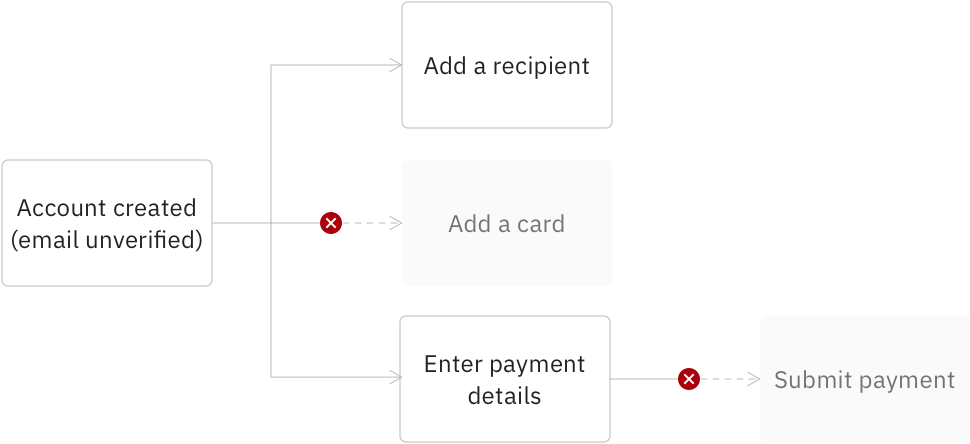 Add a recipient
Account created
(email unverified)
Add a card
Enter payment
details
Submit payment